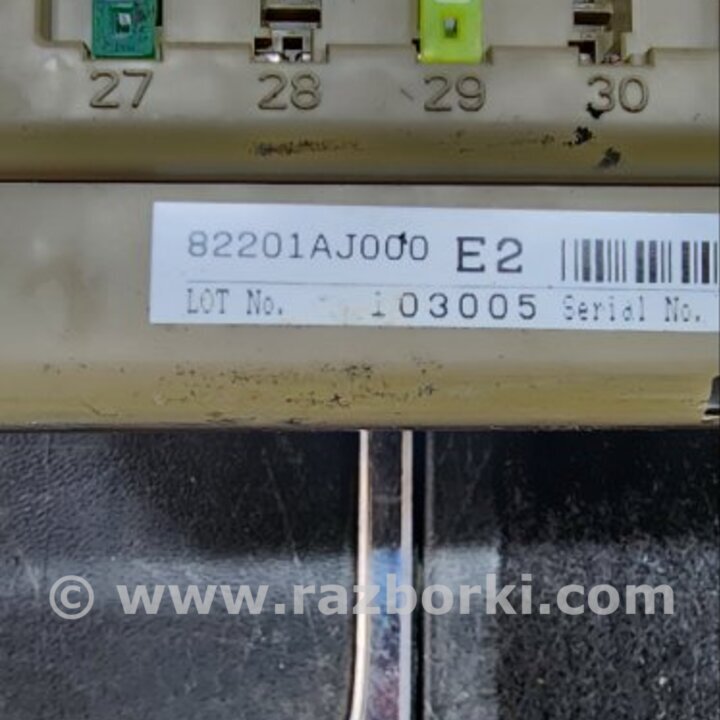 27 28 29 30
82201AJ000 E2
LOT No. 103005 Serial No.
© www.razborki.com